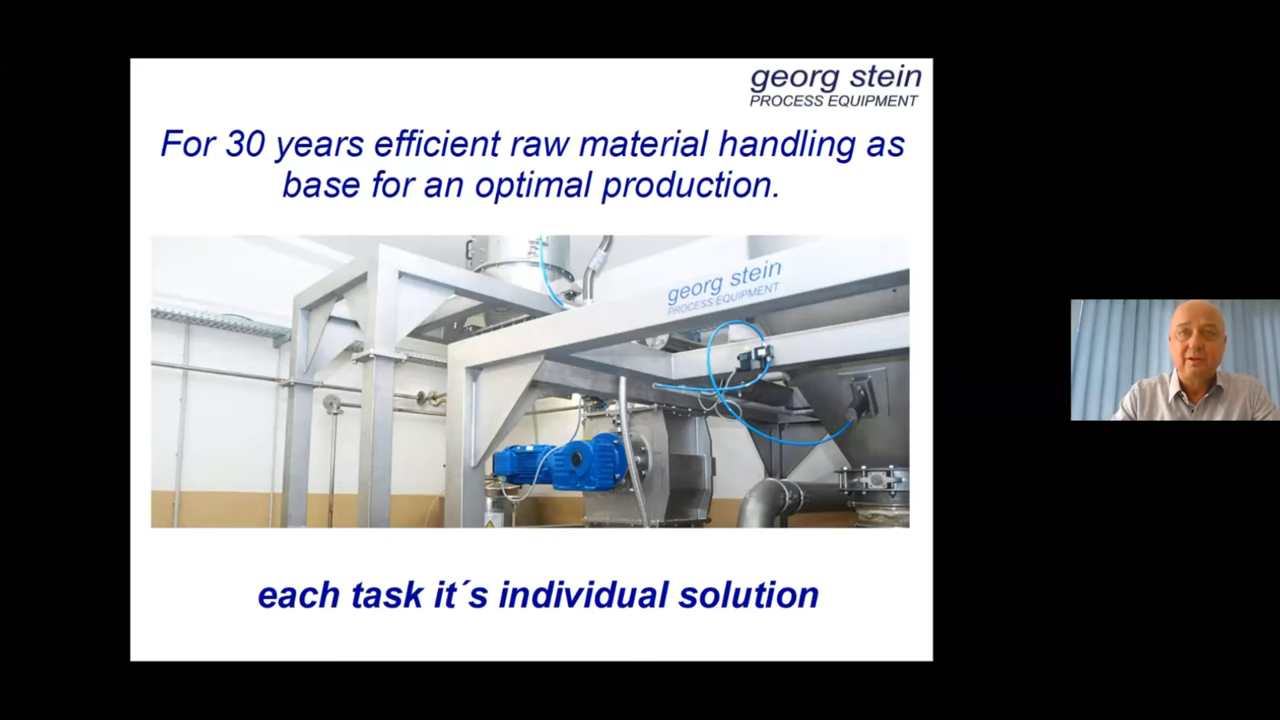 georg stein
PROCESS EQUIPMENT
For 30 years efficient raw material handling as
base for an optimal production.
georg stein
PROCESS EQUIPMENT
each task it´s individual solution